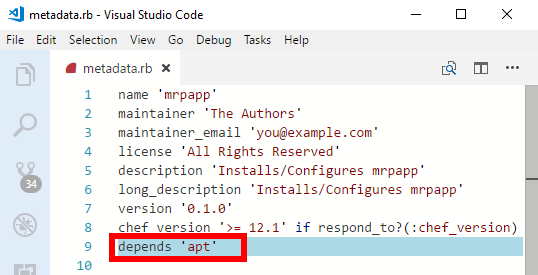 metadata.rb - Visual Studio Code
File Edit Selection View Go Debug Tasks Help
metadata.rb
1 name 'mrpapp'
2 maintainer 'The Authors'
3 maintainer_email 'you@example.com'
4 license 'All Rights Reserved'
5 description 'Installs/Configures mrpapp'
6 long_description 'Installs/Configures mrpapp'
7 version '0.1.0'
8 chef_version '>= 12.1' if respond_to?(:chef_version)
9 depends 'apt'
10
34